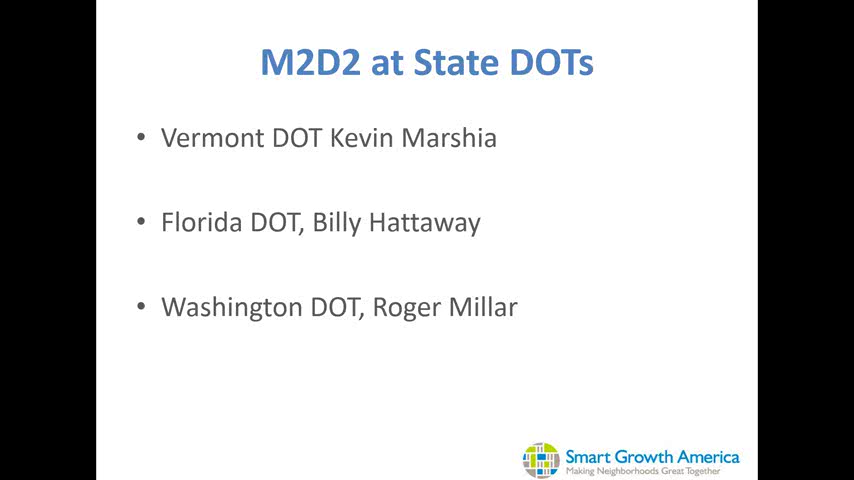 M2D2 at State DOTs
• Vermont DOT Kevin Marshia
• Florida DOT, Billy Hattaway
• Washington DOT, Roger Millar
Smart Growth America
Making Neighborhoods Great Together